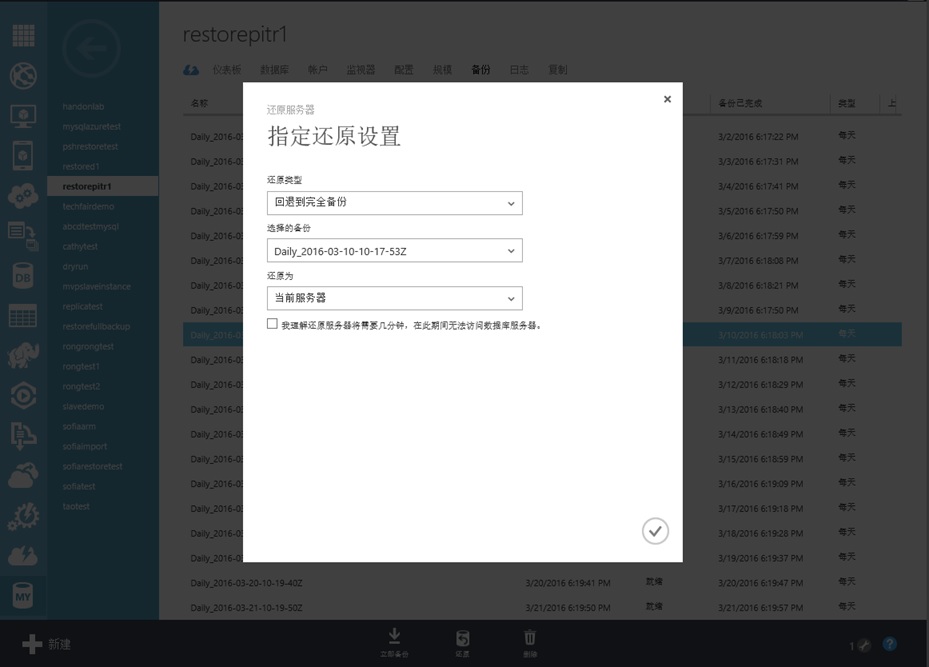 restorepitr1
仪表板 数据库 帐户 监视器 配置 规模 备份 日志 复制
nandonlab
mysqlazuretest
pshrestoretest
restored1
restorepitr1
techfairdemo
abcdtestmysql
cathytest
dryrun
mvpslaveinstance
replicatest
restorefullbackup
rongrongtest
rongtest1
rongtest2
slavedemo
sofiaarm
sofiaimport
sofiarestoretest
sofiatest
taotest
DB
MY
名称 备份已完成 类型 上
还原服务器
指定还原设置
还原类型
回退到完全备份
选择的备份
Daily_2016-03-10-10-17-53Z
还原为
当前服务器
我理解还原服务器将需要几分钟，在此期间无法访问数据库服务器。
Daily_2016-03 3/2/2016 6:17:22 PM 每天
Daily_2016-03 3/3/2016 6:17:31 PM 每天
Daily_2016-03 3/4/2016 6:17:41 PM 每天
Daily_2016-03 3/5/2016 6:17:50 PM 每天
Daily_2016-03 3/6/2016 6:17:59 PM 每天
Daily_2016-03 3/7/2016 6:18:08 PM 每天
Daily_2016-03 3/8/2016 6:18:21 PM 每天
Daily_2016-03 3/9/2016 6:17:50 PM 每天
Daily_2016-03 3/10/2016 6:18:03 PM 每天
Daily_2016-03 3/11/2016 6:18:18 PM 每天
Daily_2016-03 3/12/2016 6:18:29 PM 每天
Daily_2016-03 3/13/2016 6:18:40 PM 每天
Daily_2016-03 3/14/2016 6:18:49 PM 每天
Daily_2016-03 3/15/2016 6:18:59 PM 每天
Daily_2016-03 3/16/2016 6:19:09 PM 每天
Daily_2016-03 3/17/2016 6:19:18 PM 每天
Daily_2016-03 3/18/2016 6:19:28 PM 每天
Daily_2016-03 3/19/2016 6:19:37 PM 每天
Daily_2016-03-20-10-19-40Z 3/20/2016 6:19:41 PM 就绪 3/20/2016 6:19:47 PM 每天
Daily_2016-03-21-10-19-50Z 3/21/2016 6:19:50 PM 就绪 3/21/2016 6:19:57 PM 每天
新建
立即备份 还原 删除
1 ?